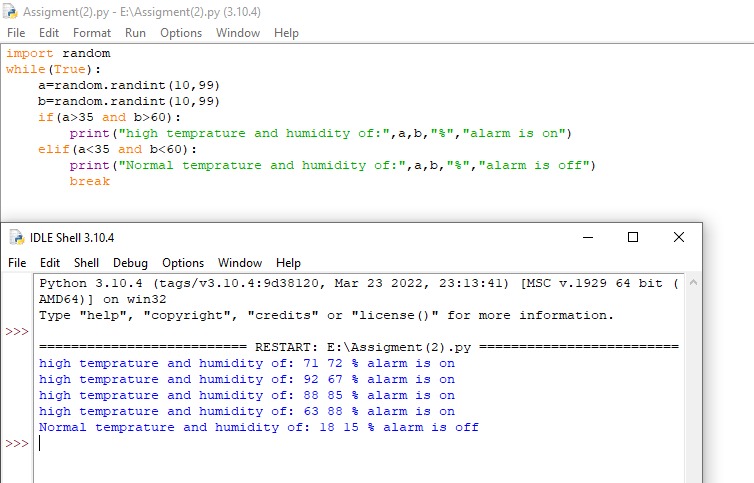 Assigment(2).py - E:\Assigment(2).py (3.10.4)
File Edit Format Run Options Window Help
import random
while(True):
    a=random.randint(10,99)
    b=random.randint(10,99)
    if(a>35 and b>60):
        print("high temprature and humidity of:",a,b,"%","alarm is on")
    elif(a<35 and b<60):
        print("Normal temprature and humidity of:",a,b,"%","alarm is off")
        break
IDLE Shell 3.10.4
File Edit Shell Debug Options Window Help
Python 3.10.4 (tags/v3.10.4:9d38120, Mar 23 2022, 23:13:41) [MSC v.1929 64 bit (
AMD64)] on win32
Type "help", "copyright", "credits" or "license()" for more information.
>>>
========================== RESTART: E:\Assigment(2).py =========================
high temprature and humidity of: 71 72 % alarm is on
high temprature and humidity of: 92 67 % alarm is on
high temprature and humidity of: 88 85 % alarm is on
high temprature and humidity of: 63 88 % alarm is on
Normal temprature and humidity of: 18 15 % alarm is off
>>>